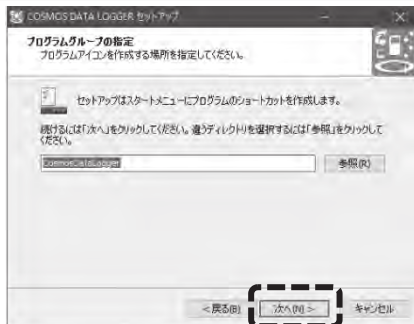 COSMOS DATA LOGGER セットアップ
プログラムグループの指定
プログラムアイコンを作成する場所を指定してください。
セットアップはスタートメニューにプログラムのショートカットを作成します。
続けるには「次へ」をクリックしてください。違うディレクトリを選択するには「参照」をクリックして
ください。
CosmosDataLogger
参照(R)
<戻る(B)
次へ(N) >
キャンセル